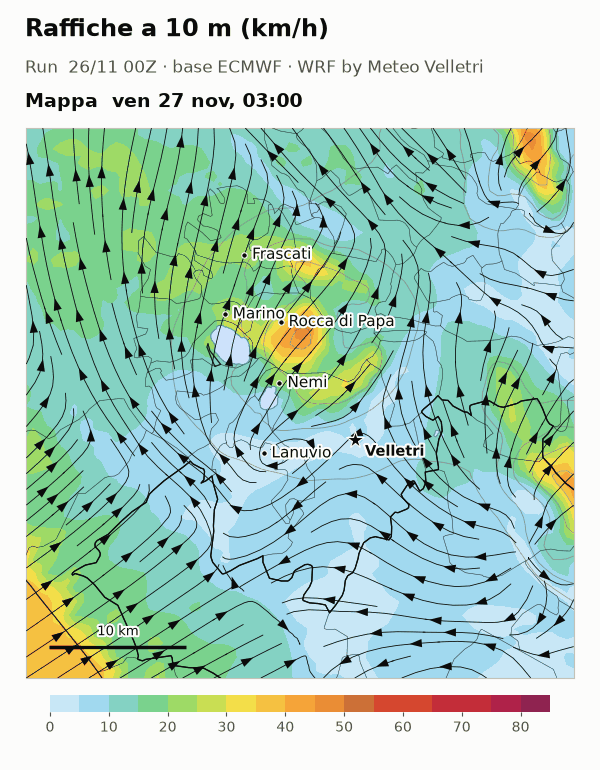 Raffiche a 10 m (km/h)
Run  26/11 00Z · base ECMWF · WRF by Meteo Velletri
Mappa  ven 27 nov, 03:00
Frascati
Marino
Rocca di Papa
Nemi
Velletri
Lanuvio
10 km
0 10 20 30 40 50 60 70 80